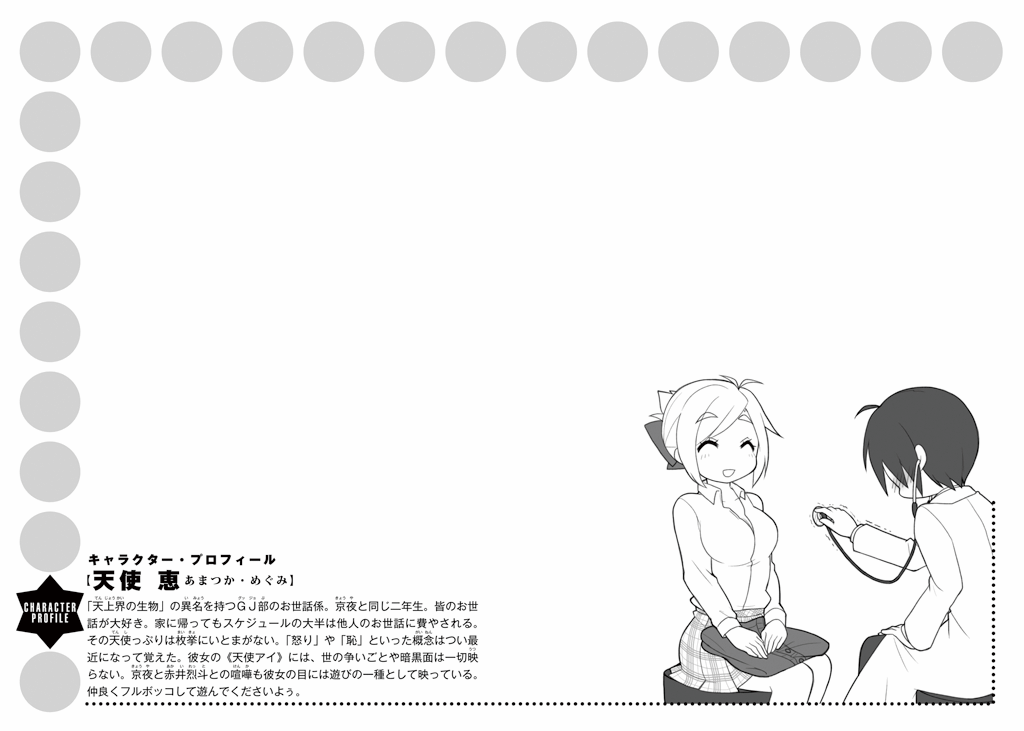 キャラクター・プロフィール
【天使 恵 あまつか・めぐみ】
「天上界の生物」の異名を持つＧＪ部のお世話係。京夜と同じ二年生。皆のお世
話が大好き。家に帰ってもスケジュールの大半は他人のお世話に費やされる。
その天使っぷりは枚挙にいとまがない。「怒り」や「恥」といった概念はつい最
近になって覚えた。彼女の《天使アイ》には、世の争いごとや暗黒面は一切映
らない。京夜と赤井烈斗との喧嘩も彼女の目には遊びの一種として映っている。
仲良くフルボッコして遊んでくださいよぅ。
CHARACTER
PROFILE